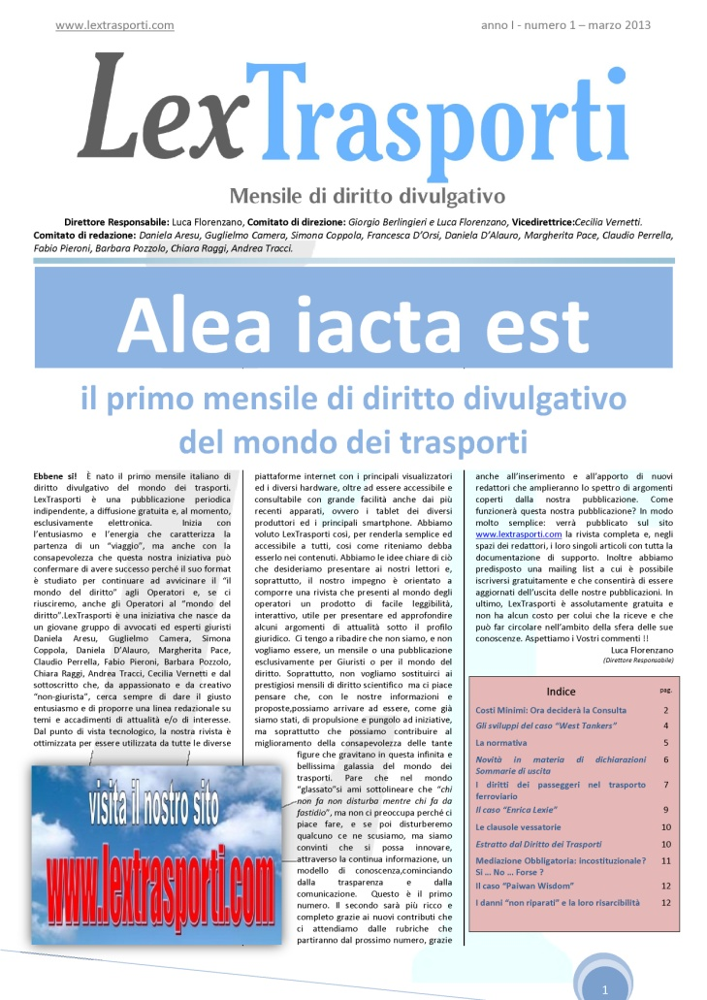 www.lextrasporti.com
anno I - numero 1 – marzo 2013
LexTrasporti
Mensile di diritto divulgativo
Direttore Responsabile: Luca Florenzano, Comitato di direzione: Giorgio Berlingieri e Luca Florenzano, Vicedirettrice:Cecilia Vernetti.
Comitato di redazione: Daniela Aresu, Guglielmo Camera, Simona Coppola, Francesca D'Orsi, Daniela D'Alauro, Margherita Pace, Claudio Perrella,
Fabio Pieroni, Barbara Pozzolo, Chiara Raggi, Andrea Tracci.
Alea iacta est
il primo mensile di diritto divulgativo
del mondo dei trasporti
Ebbene si! È nato il primo mensile italiano di
diritto divulgativo del mondo dei trasporti.
LexTrasporti è una pubblicazione periodica
indipendente, a diffusione gratuita e, al momento,
esclusivamente elettronica. Inizia con
l'entusiasmo e l'energia che caratterizza la
partenza di un "viaggio", ma anche con la
consapevolezza che questa iniziativa può
confermare di avere successo perché il suo format
è studiato per continuare ad avvicinare il "il
mondo del diritto" agli Operatori e, se ci
riusciremo, anche gli Operatori al "mondo del
diritto".LexTrasporti è una iniziativa che nasce da
un giovane gruppo di avvocati ed esperti giuristi
Daniela Aresu, Guglielmo Camera, Simona
Coppola, Daniela D'Alauro, Margherita Pace,
Claudio Perrella, Fabio Pieroni, Barbara Pozzolo,
Chiara Raggi, Andrea Tracci, Cecilia Vernetti e dal
sottoscritto che, da appassionato e da creativo
"non-giurista", cerca sempre di dare il giusto
entusiasmo e di proporre una linea redazionale su
temi e accadimenti di attualità e/o di interesse.
Dal punto di vista tecnologico, la nostra rivista è
ottimizzata per essere utilizzata da tutte le diverse
visita il nostro sito
www.lextrasporti.com
piattaforme internet con i principali visualizzatori
ed i diversi hardware, oltre ad essere accessibile e
consultabile con grande facilità anche dai più
recenti apparati, ovvero i tablet dei diversi
produttori ed i principali smartphone. Abbiamo
voluto LexTrasporti così, per renderla semplice ed
accessibile a tutti, così come riteniamo debba
esserlo nei contenuti. Abbiamo le idee chiare di ciò
che desideriamo presentare ai nostri lettori e,
soprattutto, il nostro impegno è orientato a
comporre una rivista che presenti al mondo degli
operatori un prodotto di facile leggibilità,
interattivo, utile per presentare ed approfondire
alcuni argomenti di attualità sotto il profilo
giuridico. Ci tengo a ribadire che non siamo, e non
vogliamo essere, un mensile o una pubblicazione
esclusivamente per Giuristi o per il mondo del
diritto. Soprattutto, non vogliamo sostituirci ai
prestigiosi mensili di diritto scientifico ma ci piace
pensare che, con le nostre informazioni e
proposte,possiamo arrivare ad essere, come già
siamo stati, di propulsione e pungolo ad iniziative,
ma soprattutto che possiamo contribuire al
miglioramento della consapevolezza delle tante
figure che gravitano in questa infinita e
bellissima galassia del mondo dei
trasporti. Pare che nel mondo
"glassato"si ami sottolineare che "chi
non fa non disturba mentre chi fa da
fastidio", ma non ci preoccupa perché ci
piace fare, e se poi disturberemo
qualcuno ce ne scusiamo, ma siamo
convinti che si possa innovare,
attraverso la continua informazione, un
modello di conoscenza,cominciando
dalla trasparenza e dalla
comunicazione. Questo è il primo
numero. Il secondo sarà più ricco e
completo grazie ai nuovi contributi che
ci attendiamo dalle rubriche che
partiranno dal prossimo numero, grazie
anche all'inserimento e all'apporto di nuovi
redattori che amplieranno lo spettro di argomenti
coperti dalla nostra pubblicazione. Come
funzionerà questa nostra pubblicazione? In modo
molto semplice: verrà pubblicato sul sito
www.lextrasporti.com la rivista completa e, negli
spazi dei redattori, i loro singoli articoli con tutta la
documentazione di supporto. Inoltre abbiamo
predisposto una mailing list a cui è possibile
iscriversi gratuitamente e che consentirà di essere
aggiornati dell'uscita delle nostre pubblicazioni. In
ultimo, LexTrasporti è assolutamente gratuita e
non ha alcun costo per colui che la riceve e che
può far circolare nell'ambito della sfera delle sue
conoscenze. Aspettiamo i Vostri commenti !!
Luca Florenzano
(Direttore Responsabile)
Indice pag.
Costi Minimi: Ora deciderà la Consulta 2
Gli sviluppi del caso "West Tankers" 4
La normativa 5
Novità in materia di dichiarazioni 6
Sommarie di uscita
I diritti dei passeggeri nel trasporto 7
ferroviario
Il caso "Enrica Lexie" 9
Le clausole vessatorie 10
Estratto dal Diritto dei Trasporti 10
Mediazione Obbligatoria: incostituzionale? 11
Si ... No ... Forse ?
Il caso "Paiwan Wisdom" 12
I danni "non riparati" e la loro risarcibilità 12
1